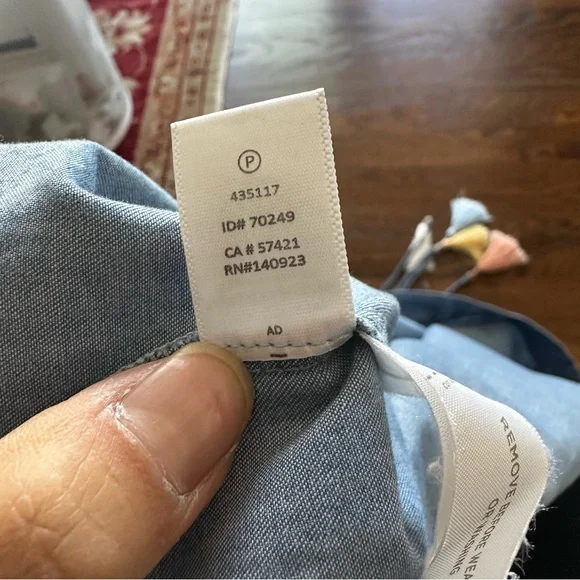 P
435117
ID# 70249
CA # 57421
RN#140923
AD
REMOVE BEFORE WEA
OR WASHING